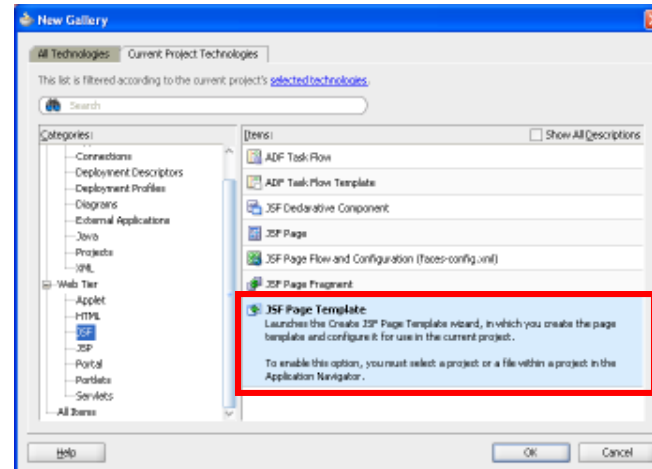 New Gallery
All Technologies Current Project Technologies
This list is filtered according to the current project's selected technologies.
Search
Categories:
Connections
Deployment Descriptors
Deployment Profiles
Diagrams
External Applications
Java
Projects
XML
Web Tier
Applet
HTML
JSF
JSP
Portal
Portlets
Servlets
All Items
Items:
Show All Descriptions
ADF Task Flow
ADF Task Flow Template
JSF Declarative Component
JSF Page
JSF Page Flow and Configuration (faces-config.xml)
JSF Page Fragment
JSF Page Template
Launches the Create JSF Page Template wizard, in which you create the page
template and configure it for use in the current project.
To enable this option, you must select a project or a file within a project in the
Application Navigator.
Help
OK
Cancel